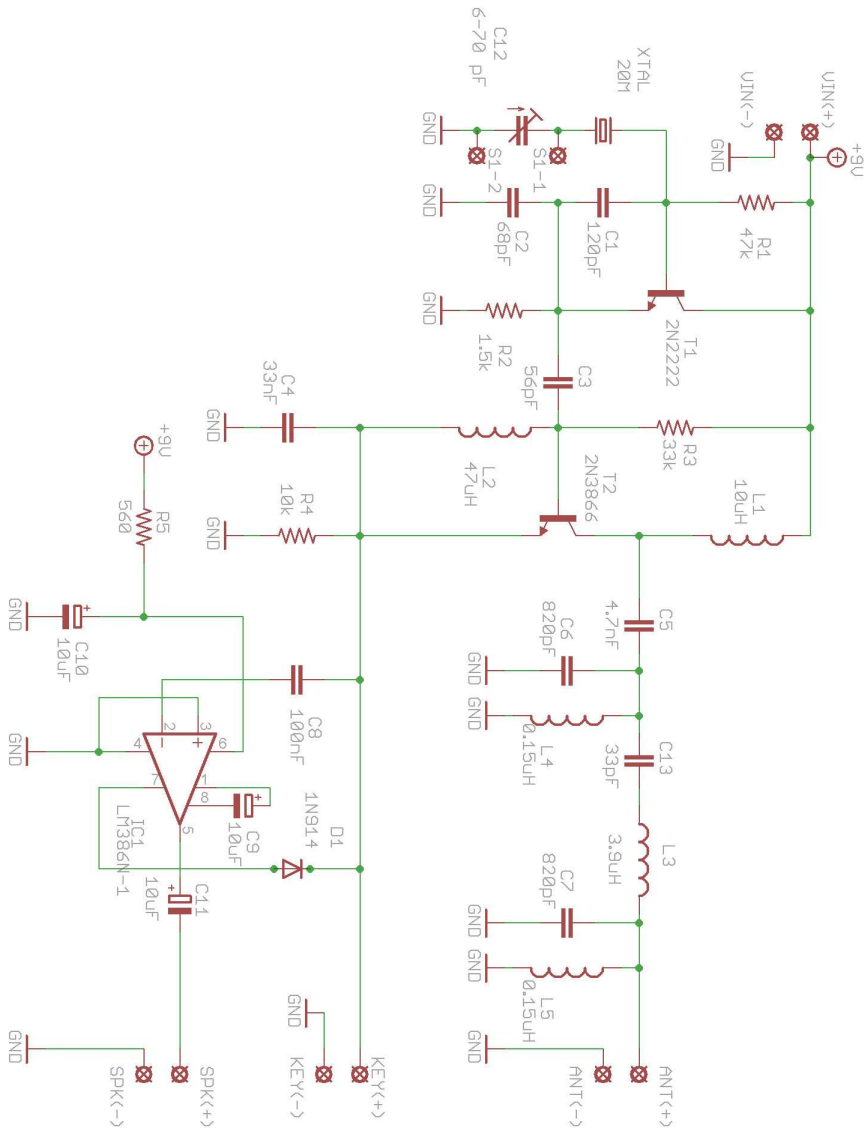 +9V
VIN(+)
VIN(-)
GND
R1
47k
T1
2N2222
R3
33k
L1
10uH
XTAL
20M
C12
6-70 pF
S1-1
S1-2
GND
C1
120pF
C2
68pF
GND
R2
1.5k
GND
C3
56pF
T2
2N3866
L2
47uH
C5
4.7nF
C6
820pF
GND
L4
0.15uH
GND
C13
33pF
L3
3.9uH
C7
820pF
GND
L5
0.15uH
GND
ANT(+)
ANT(-)
GND
C4
33nF
GND
R4
10k
GND
+9V
R5
560
C10
10uF
+
GND
C8
100nF
3
2
6
4
7
1
8
5
+
-
GND
IC1
LM386N-1
C9
10uF
+
D1
1N914
C11
10uF
+
KEY(+)
KEY(-)
GND
SPK(+)
SPK(-)
GND